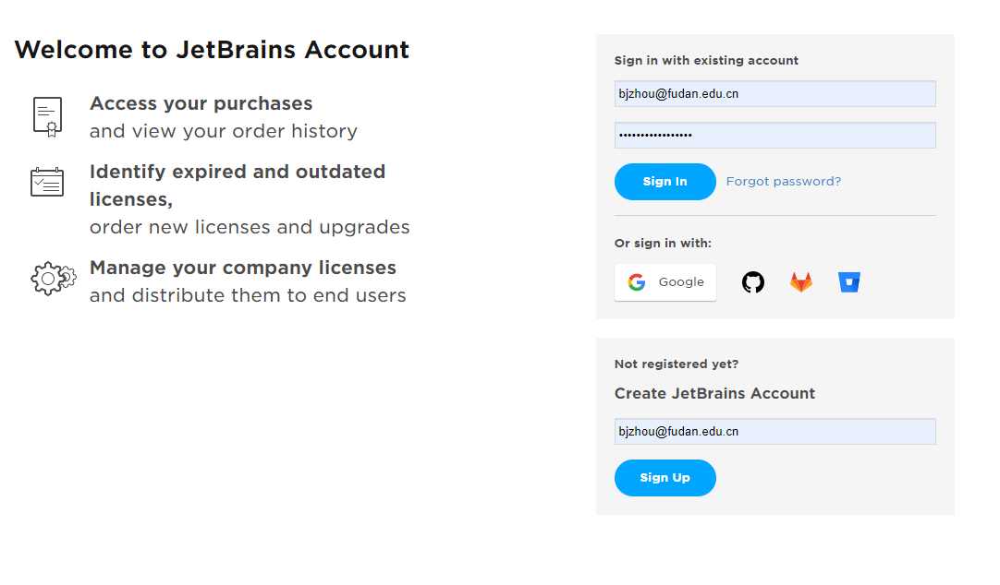 Welcome to JetBrains Account
Access your purchases
and view your order history
Identify expired and outdated
licenses,
order new licenses and upgrades
Manage your company licenses
and distribute them to end users
Sign in with existing account
bjzhou@fudan.edu.cn
•••••••••••••••••
Sign In
Forgot password?
Or sign in with:
Google
Not registered yet?
Create JetBrains Account
bjzhou@fudan.edu.cn
Sign Up